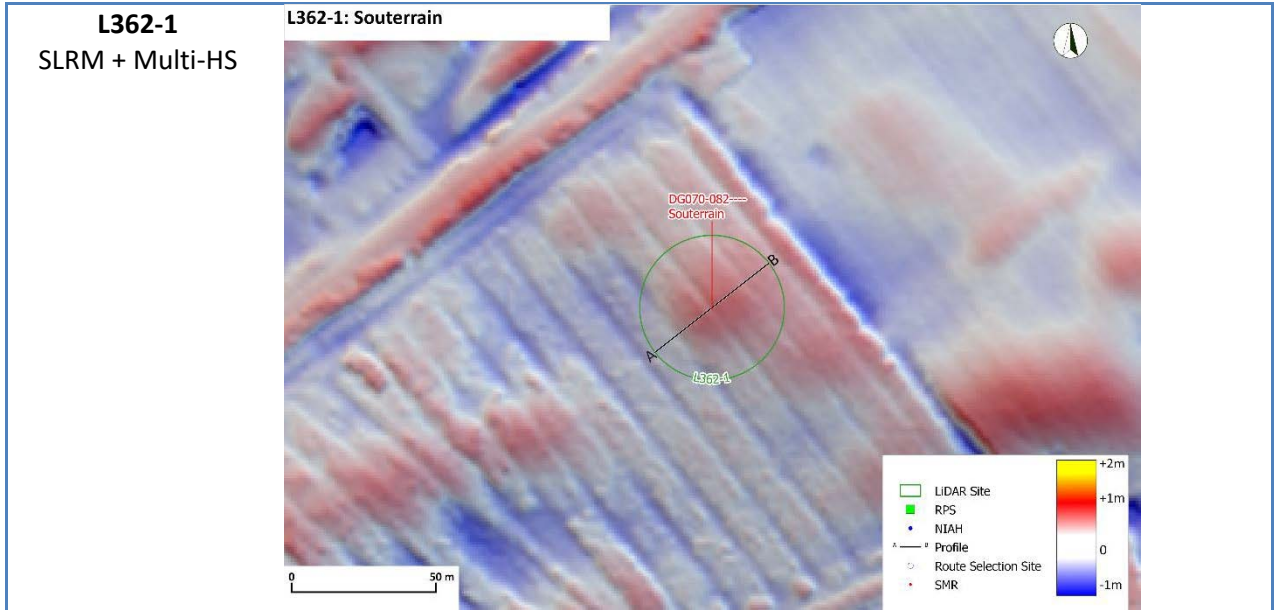 L362-1
SLRM + Multi-HS
L362-1: Souterrain
DG070-082----
Souterrain
B
A
L362-1
0 50 m
LiDAR Site
RPS
NIAH
A B Profile
Route Selection Site
SMR
+2m
+1m
0
-1m